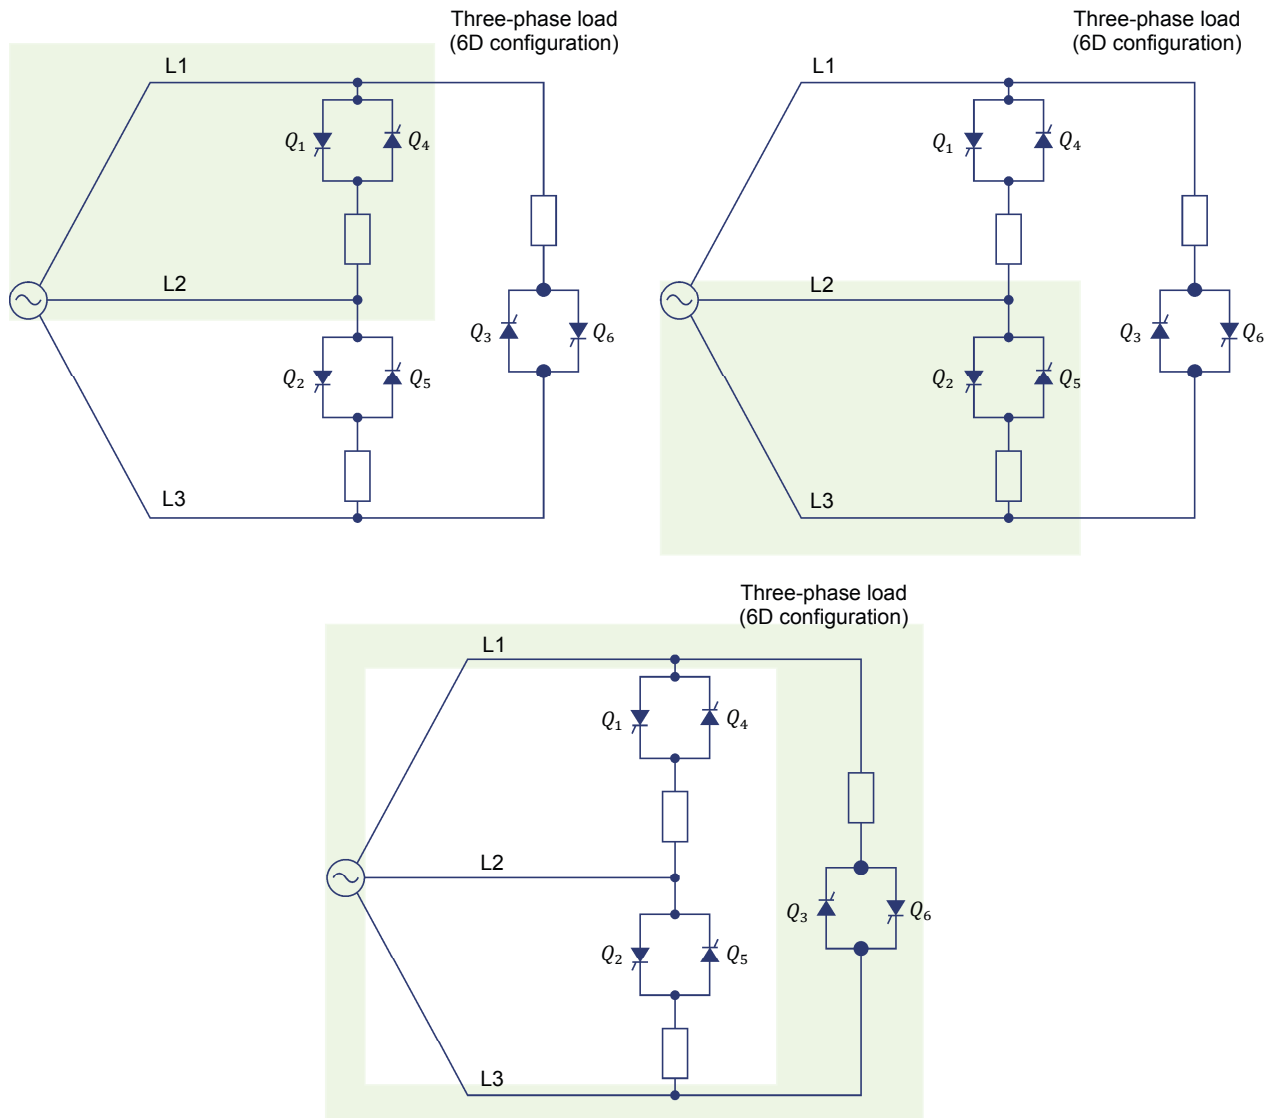 Three-phase load
(6D configuration)
L1
Q1
Q4
L2
Q3
Q6
Q2
Q5
L3
Three-phase load
(6D configuration)
L1
Q1
Q4
L2
Q3
Q6
Q2
Q5
L3
Three-phase load
(6D configuration)
L1
Q1
Q4
L2
Q3
Q6
Q2
Q5
L3